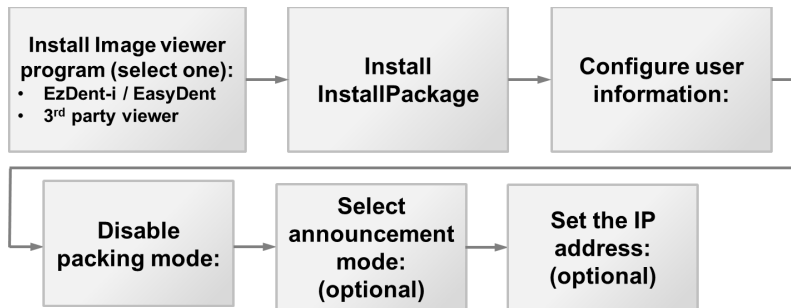 Install Image viewer
program (select one):
• EzDent-i / EasyDent
• 3rd party viewer
Install
InstallPackage
Configure user
information:
Disable
packing mode:
Select
announcement
mode:
(optional)
Set the IP
address:
(optional)